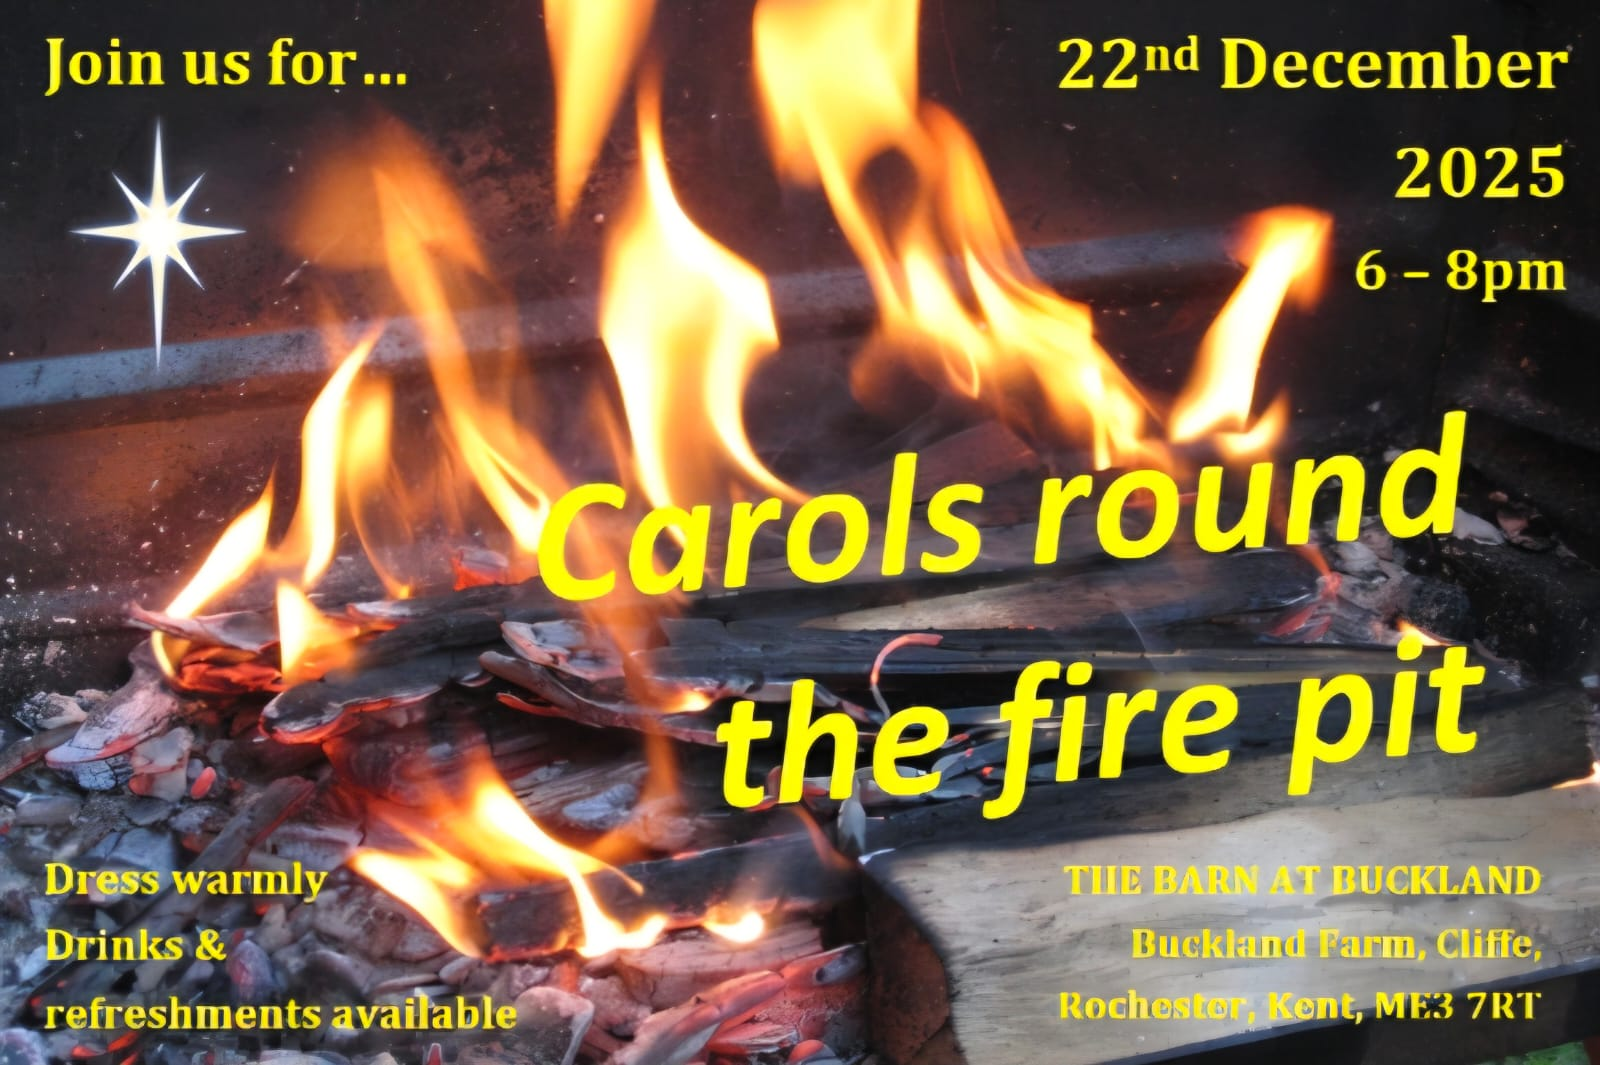 Join us for...
22nd December
2025
6 – 8pm
Carols round
the fire pit
Dress warmly
Drinks &
refreshments available
THE BARN AT BUCKLAND
Buckland Farm, Cliffe,
Rochester, Kent, ME3 7RT